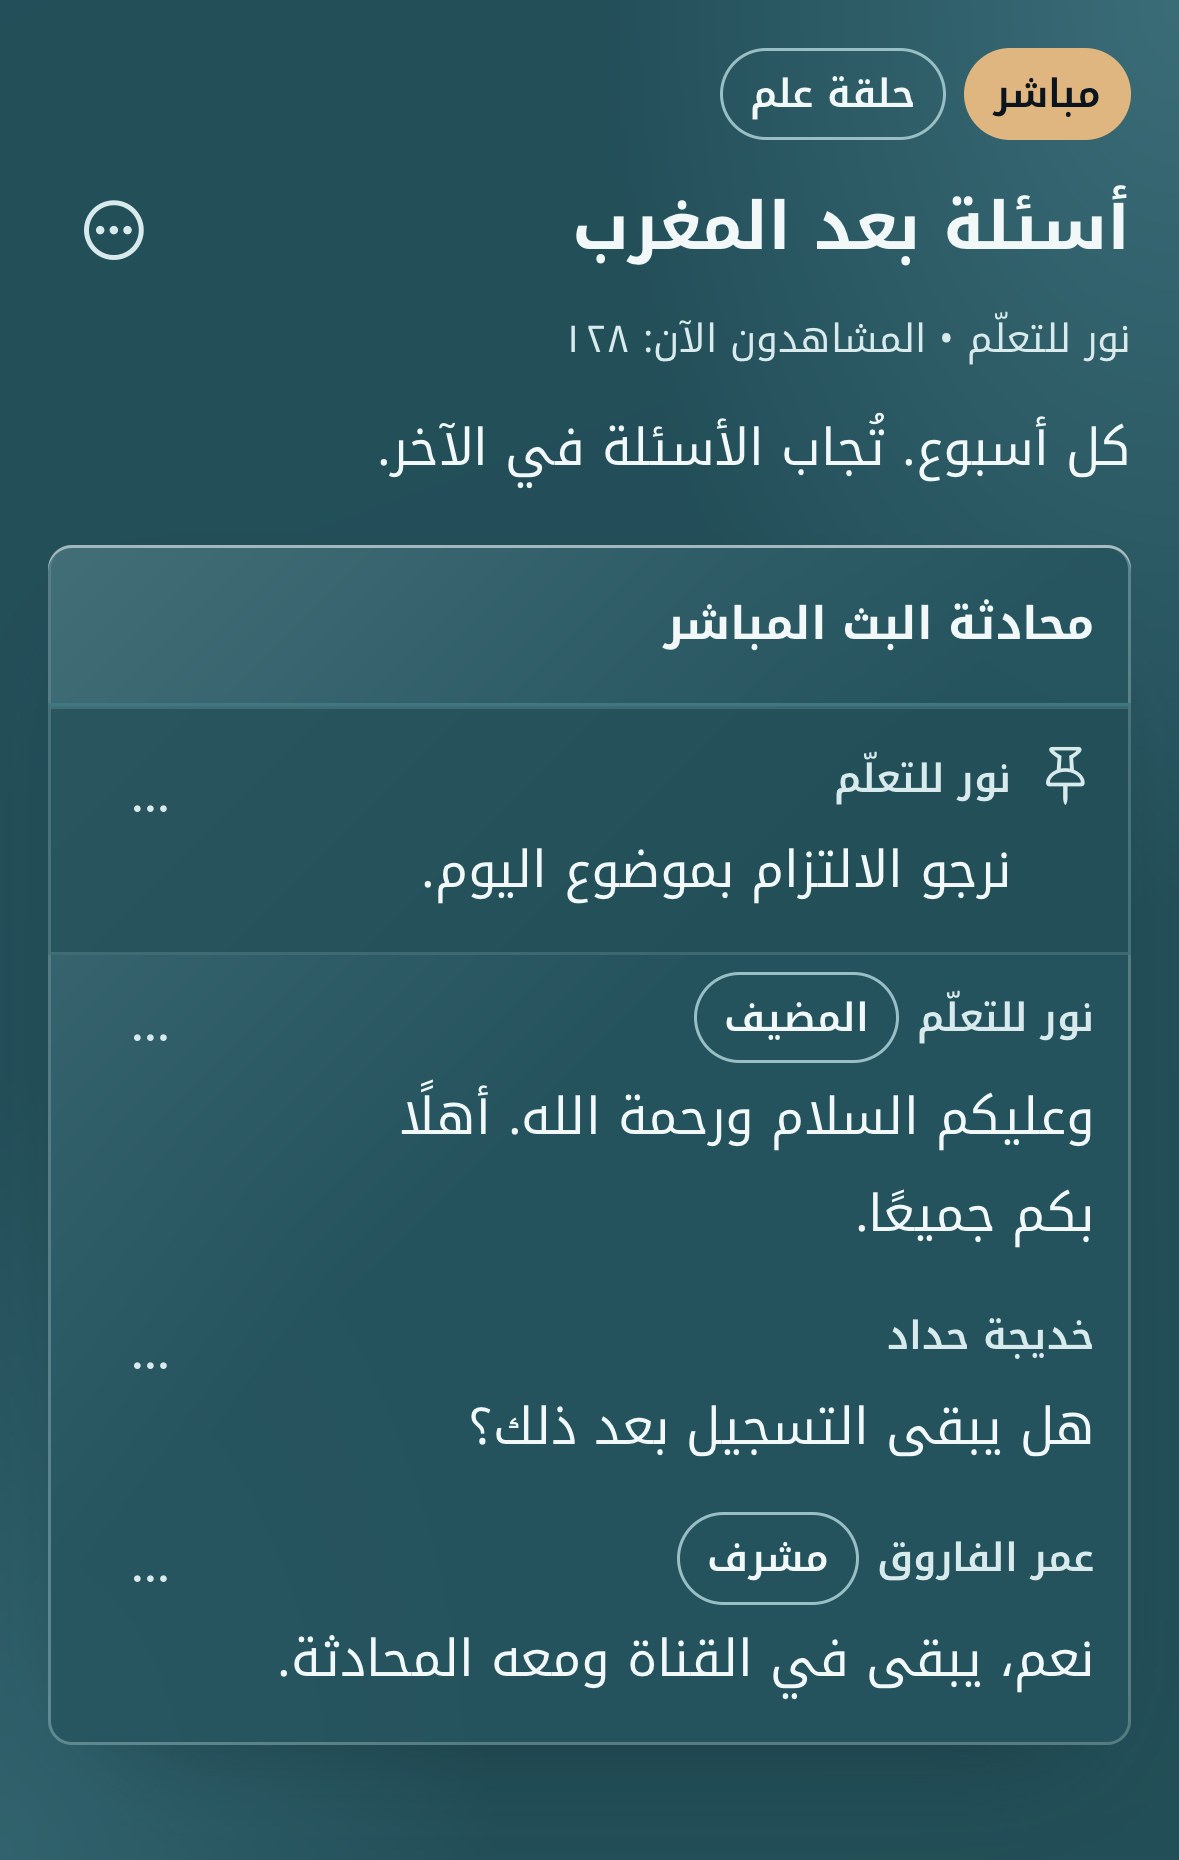 مباشر
حلقة علم
أسئلة بعد المغرب
نور للتعلّم • المشاهدون الآن: ١٢٨
كل أسبوع. تُجاب الأسئلة في الآخر.
محادثة البث المباشر
نور للتعلّم
نرجو الالتزام بموضوع اليوم.
نور للتعلّم المضيف
وعليكم السلام ورحمة الله. أهلًا
بكم جميعًا.
خديجة حداد
هل يبقى التسجيل بعد ذلك؟
عمر الفاروق مشرف
نعم، يبقى في القناة ومعه المحادثة.